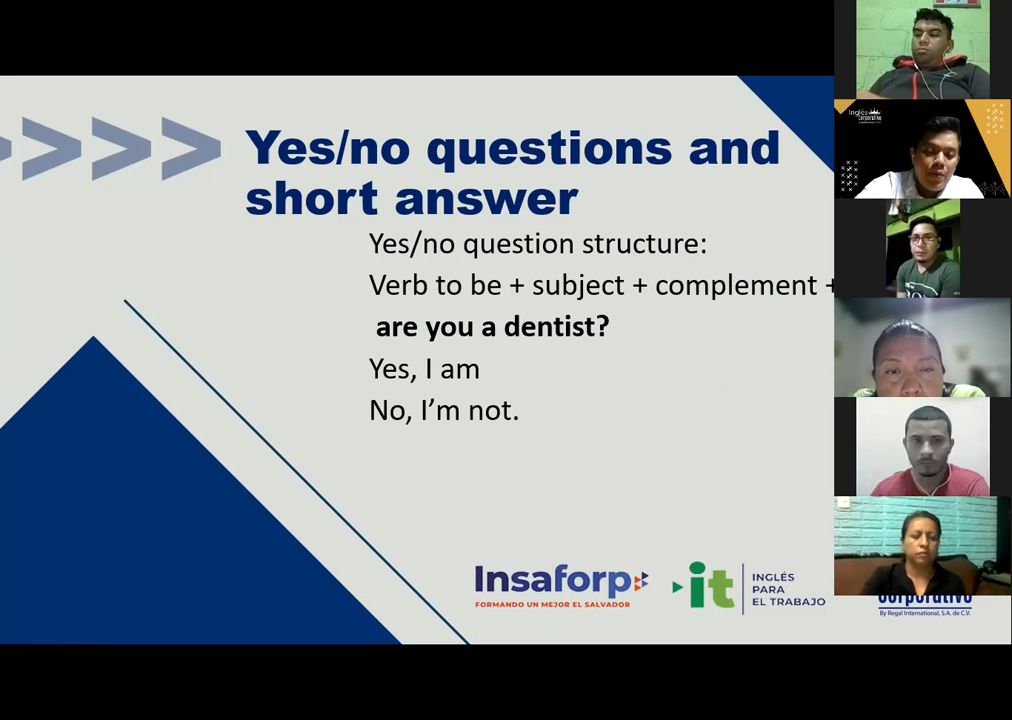 Yes/no questions and
short answer
Yes/no question structure:
Verb to be + subject + complement +
are you a dentist?
Yes, I am
No, I'm not.
Insaforp
FORMANDO UN MEJOR EL SALVADOR
it
INGLÉS
PARA
EL TRABAJO
Corporativo
By Regal International, S.A. de C.V.
Inglés
Corporativo